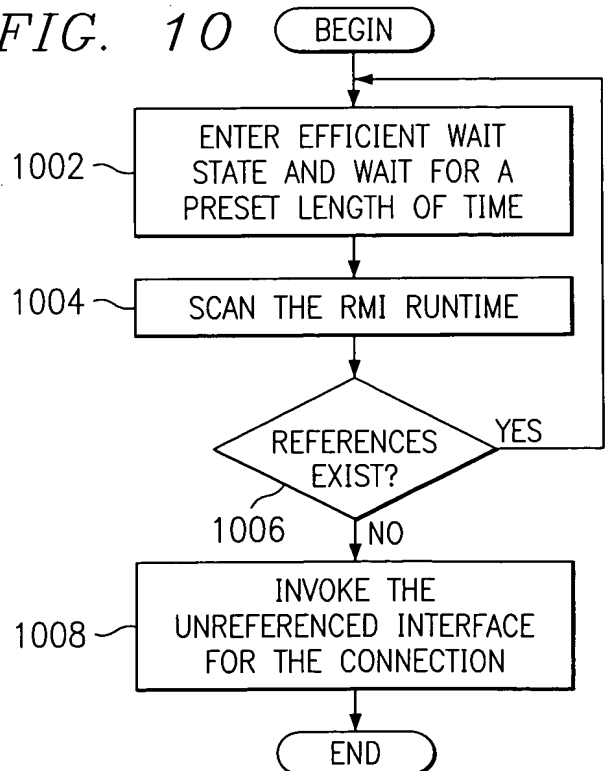 FIG. 10
BEGIN
1002
ENTER EFFICIENT WAIT
STATE AND WAIT FOR A
PRESET LENGTH OF TIME
1004
SCAN THE RMI RUNTIME
REFERENCES
EXIST?
YES
1006
NO
1008
INVOKE THE
UNREFERENCED INTERFACE
FOR THE CONNECTION
END